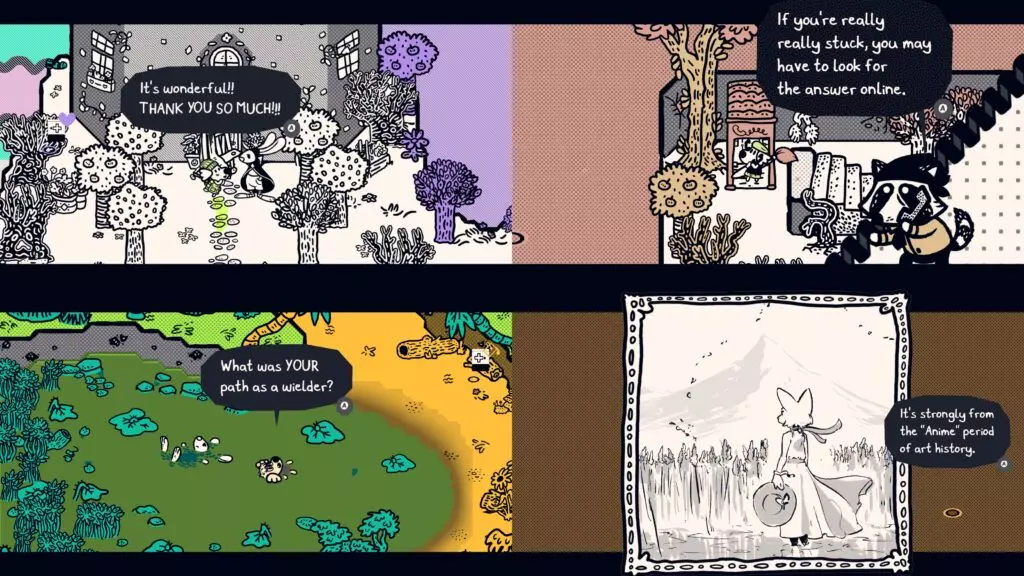 It's wonderful!!
THANK YOU SO MUCH!!!
A
If you're really
really stuck, you may
have to look for
the answer online.
A
What was YOUR
path as a wielder?
A
It's strongly from
the "Anime" period
of art history.
A